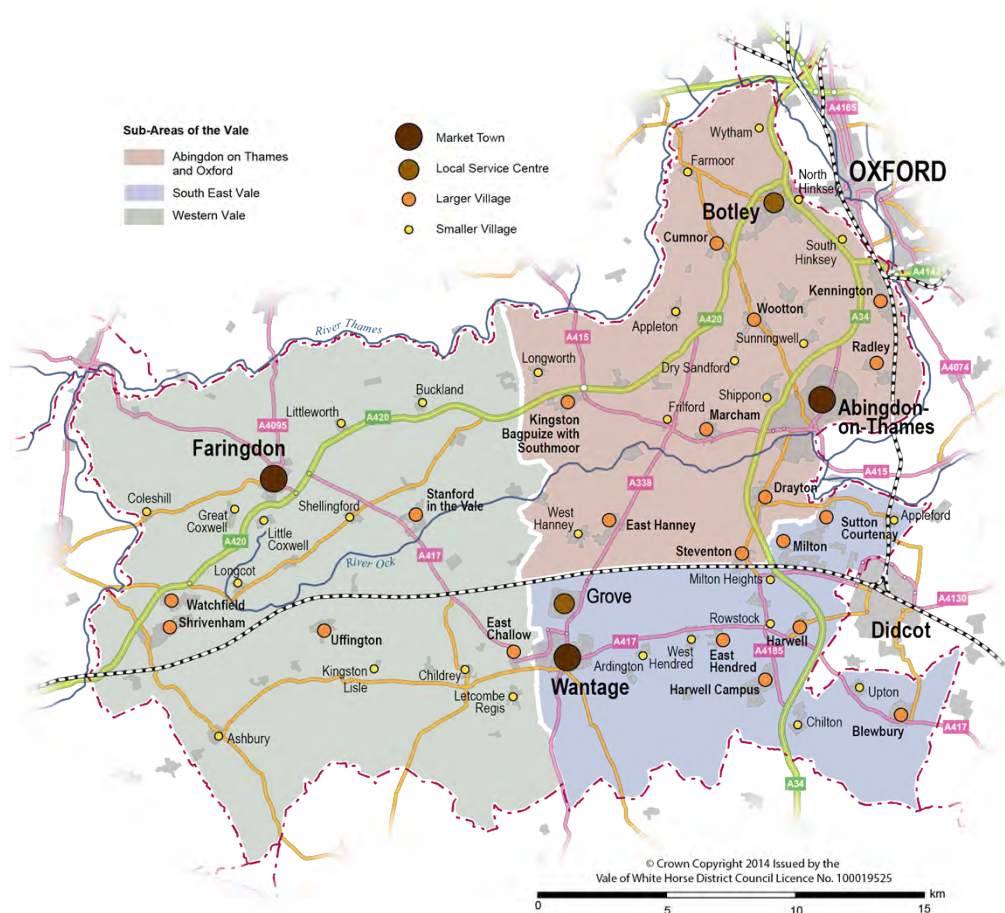 Sub-Areas of the Vale
Abingdon on Thames
and Oxford
South East Vale
Western Vale
Market Town
Local Service Centre
Larger Village
Smaller Village
A4165
Wytham
Farmoor
North
Hinksey
OXFORD
Botley
Cumnor
South
Hinksey
A4142
Kennington
River Thames
A415
Appleton
A420
Wootton
A34
Sunningwell
Radley
A4074
Longworth
Dry Sandford
Buckland
Shippon
Littleworth
A420
Kingston
Bagpuize with
Southmoor
Frilford
Marcham
Abingdon-
on-Thames
A4095
Faringdon
A415
A338
Coleshill
Great
Coxwell
Little
Coxwell
Shellingford
Stanford
in the Vale
West
Hanney
East Hanney
Drayton
Sutton
Courtenay
Appleford
A420
A417
Milton
Steventon
River Ock
Longcot
Milton Heights
Watchfield
Shrivenham
Grove
A4130
Uffington
East
Challow
A417
Rowstock
Harwell
Didcot
West
Hendred
East
Hendred
A4185
Ardington
Kingston
Lisle
Childrey
Wantage
Harwell Campus
Letcombe
Regis
Upton
Ashbury
Chilton
Blewbury
A417
A34
© Crown Copyright 2014 Issued by the
Vale of White Horse District Council Licence No. 100019525
km
0 5 10 15